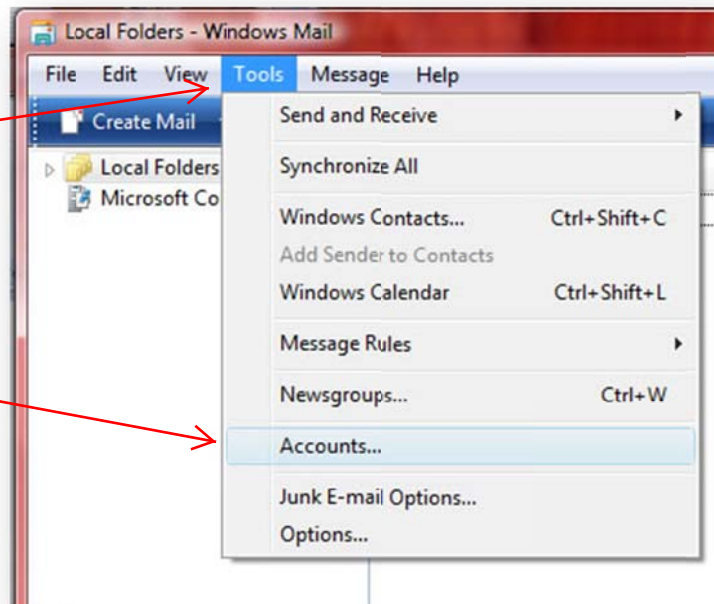 Local Folders - Windows Mail
File Edit View Tools Message Help
Create Mail
Local Folders
Microsoft Co
Send and Receive
Synchronize All
Windows Contacts... Ctrl+Shift+C
Add Sender to Contacts
Windows Calendar Ctrl+Shift+L
Message Rules
Newsgroups... Ctrl+W
Accounts...
Junk E-mail Options...
Options...